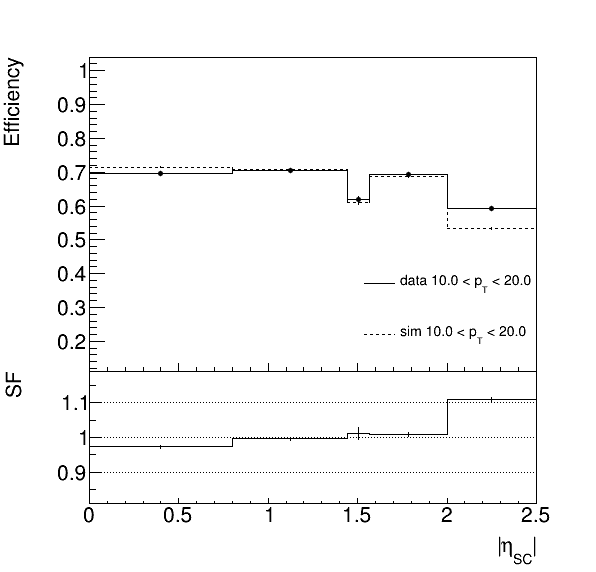 Efficiency
1
0.9
0.8
0.7
0.6
0.5
0.4
0.3
0.2
data 10.0 < p_T < 20.0
sim 10.0 < p_T < 20.0
SF
1.1
1
0.9
0 0.5 1 1.5 2 2.5
|η_SC|